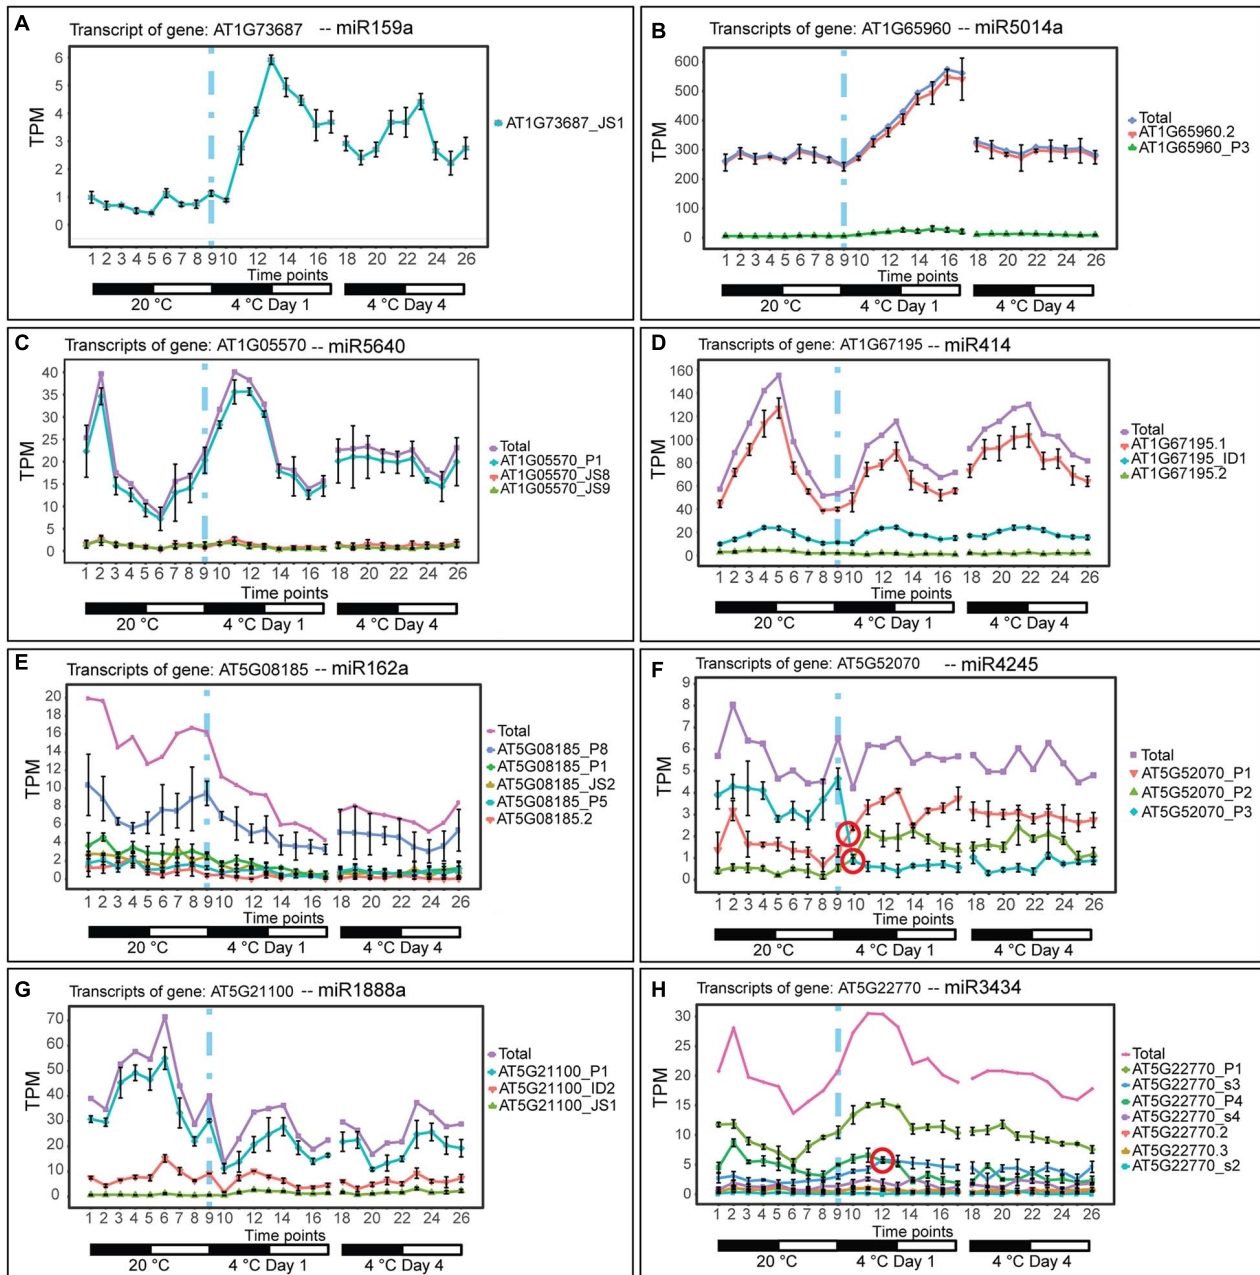 A
Transcript of gene: AT1G73687 -- miR159a
TPM
6
5
4
3
2
1
0
1 2 3 4 5 6 7 8 9 10 12 14 16 18 20 22 24 26
Time points
20 °C 4 °C Day 1 4 °C Day 4
AT1G73687_JS1
B
Transcripts of gene: AT1G65960 -- miR5014a
TPM
600
500
400
300
200
100
0
1 2 3 4 5 6 7 8 9 10 12 14 16 18 20 22 24 26
Time points
20 °C 4 °C Day 1 4 °C Day 4
Total
AT1G65960.2
AT1G65960_P3
C
Transcripts of gene: AT1G05570 -- miR5640
TPM
40
35
30
25
20
15
10
5
0
1 2 3 4 5 6 7 8 9 10 12 14 16 18 20 22 24 26
Time points
20 °C 4 °C Day 1 4 °C Day 4
Total
AT1G05570_P1
AT1G05570_JS8
AT1G05570_JS9
D
Transcripts of gene: AT1G67195 -- miR414
TPM
160
140
120
100
80
60
40
20
0
1 2 3 4 5 6 7 8 9 10 12 14 16 18 20 22 24 26
Time points
20 °C 4 °C Day 1 4 °C Day 4
Total
AT1G67195.1
AT1G67195_ID1
AT1G67195.2
E
Transcripts of gene: AT5G08185 -- miR162a
TPM
20
18
16
14
12
10
8
6
4
2
0
1 2 3 4 5 6 7 8 9 10 12 14 16 18 20 22 24 26
Time points
20 °C 4 °C Day 1 4 °C Day 4
Total
AT5G08185_P8
AT5G08185_P1
AT5G08185_JS2
AT5G08185_P5
AT5G08185.2
F
Transcripts of gene: AT5G52070 -- miR4245
TPM
9
8
7
6
5
4
3
2
1
0
1 2 3 4 5 6 7 8 9 10 12 14 16 18 20 22 24 26
Time points
20 °C 4 °C Day 1 4 °C Day 4
Total
AT5G52070_P1
AT5G52070_P2
AT5G52070_P3
G
Transcripts of gene: AT5G21100 -- miR1888a
TPM
70
60
50
40
30
20
10
0
1 2 3 4 5 6 7 8 9 10 12 14 16 18 20 22 24 26
Time points
20 °C 4 °C Day 1 4 °C Day 4
Total
AT5G21100_P1
AT5G21100_ID2
AT5G21100_JS1
H
Transcripts of gene: AT5G22770 -- miR3434
TPM
30
25
20
15
10
5
0
1 2 3 4 5 6 7 8 9 10 12 14 16 18 20 22 24 26
Time points
20 °C 4 °C Day 1 4 °C Day 4
Total
AT5G22770_P1
AT5G22770_s3
AT5G22770_P4
AT5G22770_s4
AT5G22770.2
AT5G22770.3
AT5G22770_s2